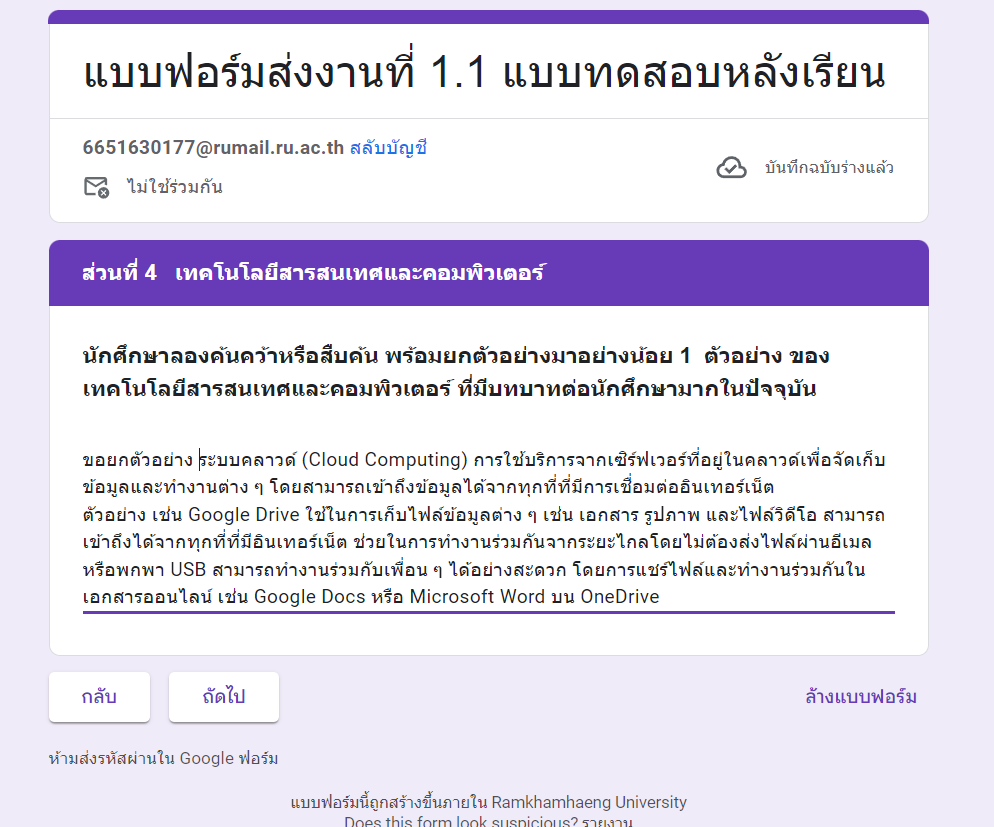 แบบฟอร์มส่งงานที่ 1.1 แบบทดสอบหลังเรียน
6651630177@rumail.ru.ac.th สลับบัญชี
บันทึกฉบับร่างแล้ว
ไม่ใช้ร่วมกัน
ส่วนที่ 4 เทคโนโลยีสารสนเทศและคอมพิวเตอร์
นักศึกษาลองค้นคว้าหรือสืบค้น พร้อมยกตัวอย่างมาอย่างน้อย 1 ตัวอย่าง ของ
เทคโนโลยีสารสนเทศและคอมพิวเตอร์ ที่มีบทบาทต่อนักศึกษามากในปัจจุบัน
ขอยกตัวอย่าง ระบบคลาวด์ (Cloud Computing) การใช้บริการจากเซิร์ฟเวอร์ที่อยู่ในคลาวด์เพื่อจัดเก็บ
ข้อมูลและทำงานต่าง ๆ โดยสามารถเข้าถึงข้อมูลได้จากทุกที่ที่มีการเชื่อมต่ออินเทอร์เน็ต
ตัวอย่าง เช่น Google Drive ใช้ในการเก็บไฟล์ข้อมูลต่าง ๆ เช่น เอกสาร รูปภาพ และไฟล์วิดีโอ สามารถ
เข้าถึงได้จากทุกที่ที่มีอินเทอร์เน็ต ช่วยในการทำงานร่วมกันจากระยะไกลโดยไม่ต้องส่งไฟล์ผ่านอีเมล
หรือพกพา USB สามารถทำงานร่วมกับเพื่อน ๆ ได้อย่างสะดวก โดยการแชร์ไฟล์และทำงานร่วมกันใน
เอกสารออนไลน์ เช่น Google Docs หรือ Microsoft Word บน OneDrive
กลับ ถัดไป ล้างแบบฟอร์ม
ห้ามส่งรหัสผ่านใน Google ฟอร์ม
แบบฟอร์มนี้ถูกสร้างขึ้นภายใน Ramkhamhaeng University
Does this form look suspicious? รายงาน